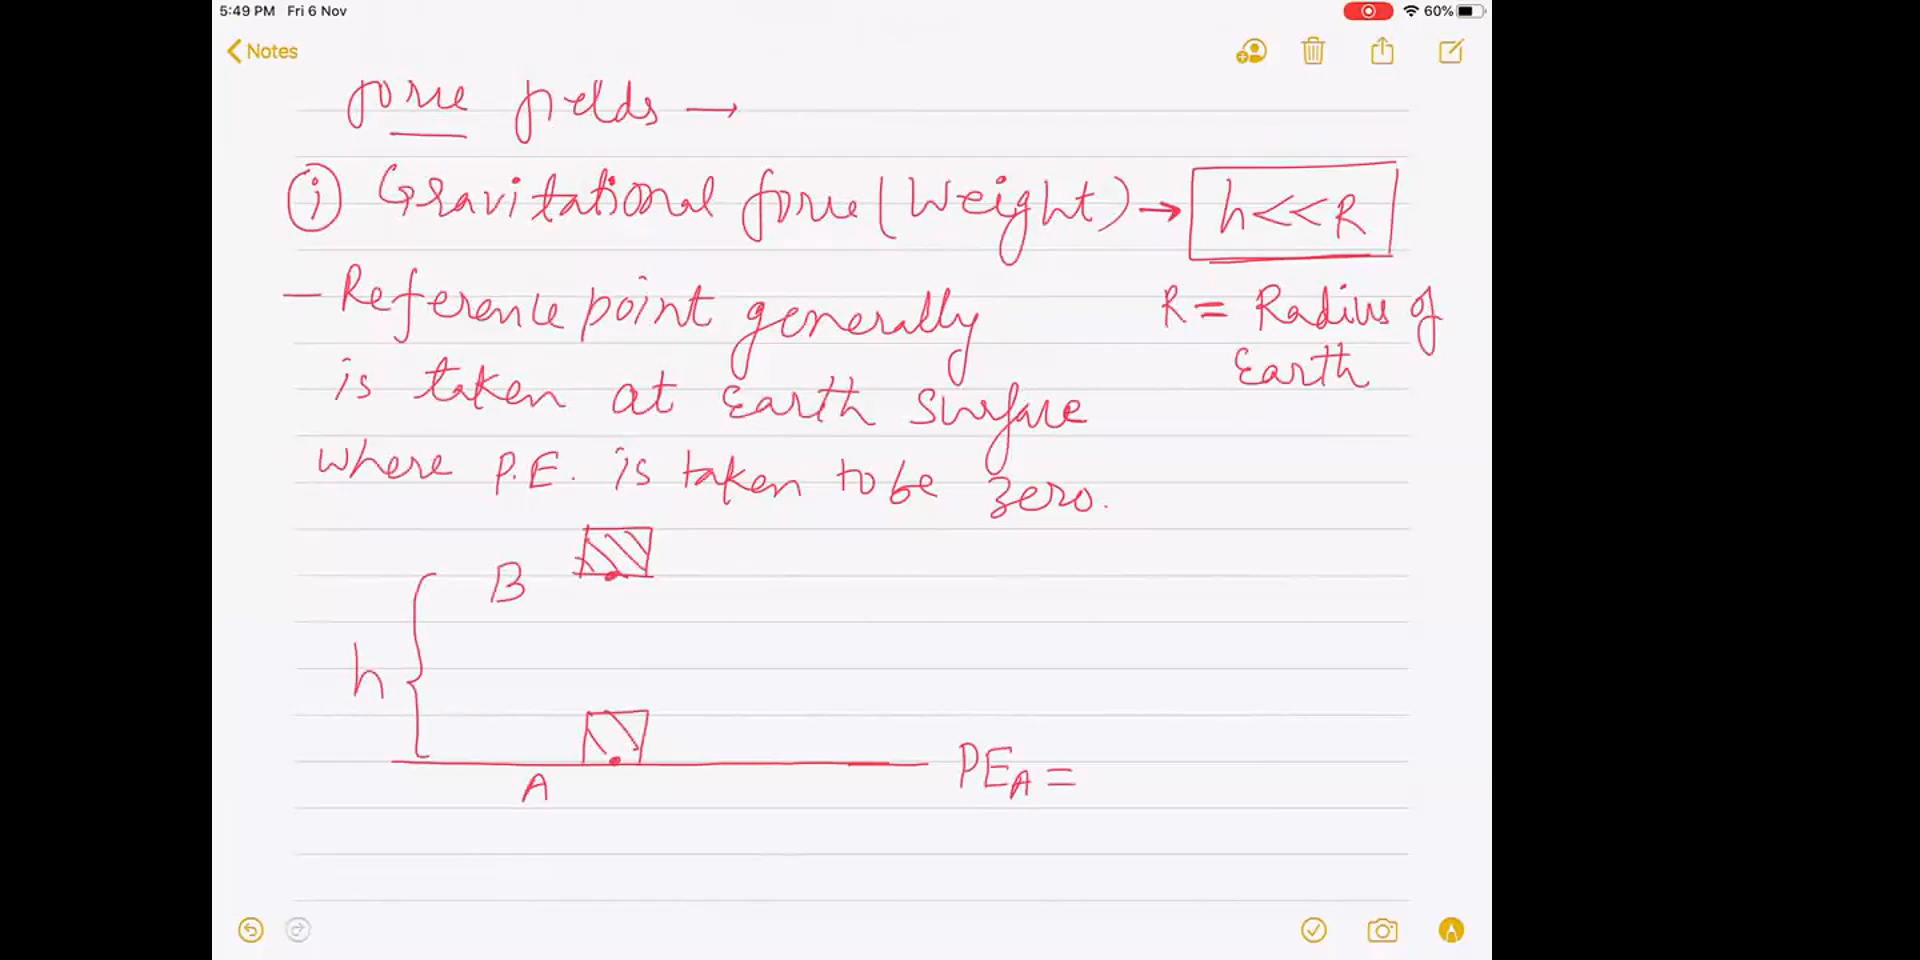 5:49 PM Fri 6 Nov
60%
Notes
force fields →
(i) Gravitational force (Weight) → h<<R
- Reference point generally
R = Radius of
Earth
is taken at Earth surface
where P.E. is taken to be zero.
B
h
A
PE_A =